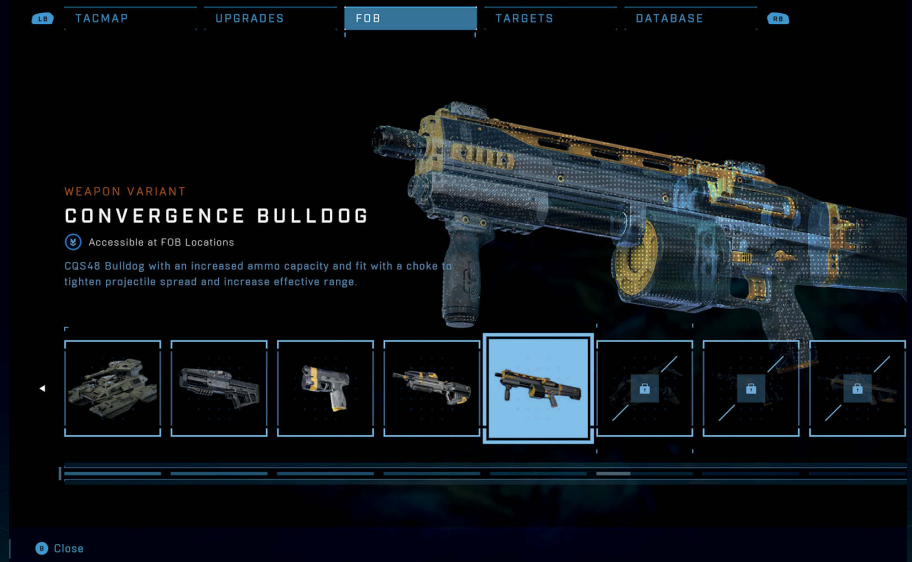 LB TACMAP UPGRADES FOB TARGETS DATABASE RB
WEAPON VARIANT
CONVERGENCE BULLDOG
Accessible at FOB Locations
CQS48 Bulldog with an increased ammo capacity and fit with a choke to
tighten projectile spread and increase effective range.
B Close